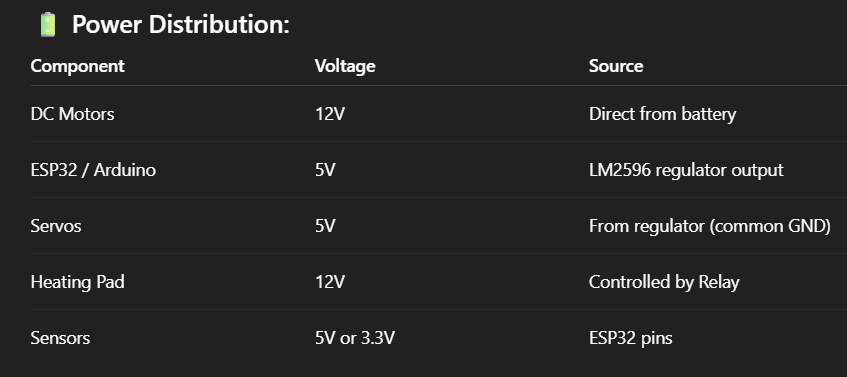 🔋 Power Distribution:
Component Voltage Source
DC Motors 12V Direct from battery
ESP32 / Arduino 5V LM2596 regulator output
Servos 5V From regulator (common GND)
Heating Pad 12V Controlled by Relay
Sensors 5V or 3.3V ESP32 pins